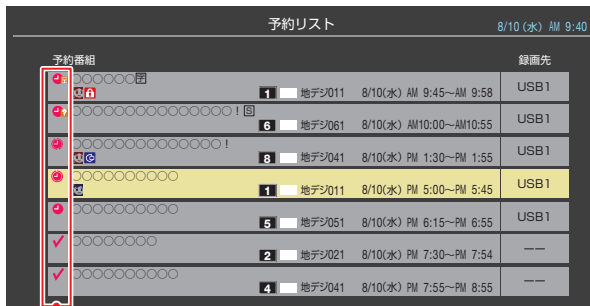 予約リスト
8/10(水) AM 9:40
予約番組
録画先
○○○○○○字
1 地デジ011 8/10(水) AM 9:45〜AM 9:58 USB1
○○○○○○○○○○○○○○○!S
6 地デジ061 8/10(水) AM10:00〜AM10:55 USB1
○○○○○○○○○○○○○○!
8 地デジ041 8/10(水) PM 1:30〜PM 1:55 USB1
○○○○○○○○○○
1 地デジ011 8/10(水) PM 5:00〜PM 5:45 USB1
○○○○○○○○○○
5 地デジ051 8/10(水) PM 6:15〜PM 6:55 USB1
○○○○○○○○
2 地デジ021 8/10(水) PM 7:30〜PM 7:54 −−
○○○○○○○○○○
4 地デジ041 8/10(水) PM 7:55〜PM 8:55 −−